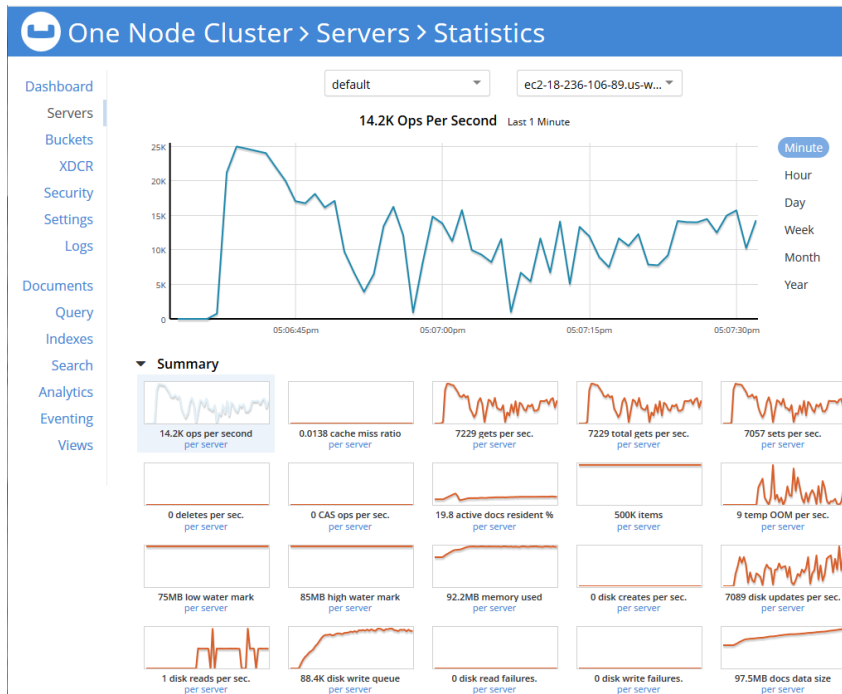 One Node Cluster > Servers > Statistics
Dashboard
Servers
Buckets
XDCR
Security
Settings
Logs
Documents
Query
Indexes
Search
Analytics
Eventing
Views
default
ec2-18-236-106-89.us-w...
14.2K Ops Per Second Last 1 Minute
25K
20K
15K
10K
5K
0
05:06:45pm 05:07:00pm 05:07:15pm 05:07:30pm
Minute
Hour
Day
Week
Month
Year
Summary
14.2K ops per second
per server
0.0138 cache miss ratio
per server
7229 gets per sec.
per server
7229 total gets per sec.
per server
7057 sets per sec.
per server
0 deletes per sec.
per server
0 CAS ops per sec.
per server
19.8 active docs resident %
per server
500K items
per server
9 temp OOM per sec.
per server
75MB low water mark
per server
85MB high water mark
per server
92.2MB memory used
per server
0 disk creates per sec.
per server
7089 disk updates per sec.
per server
1 disk reads per sec.
per server
88.4K disk write queue
per server
0 disk read failures.
per server
0 disk write failures.
per server
97.5MB docs data size
per server